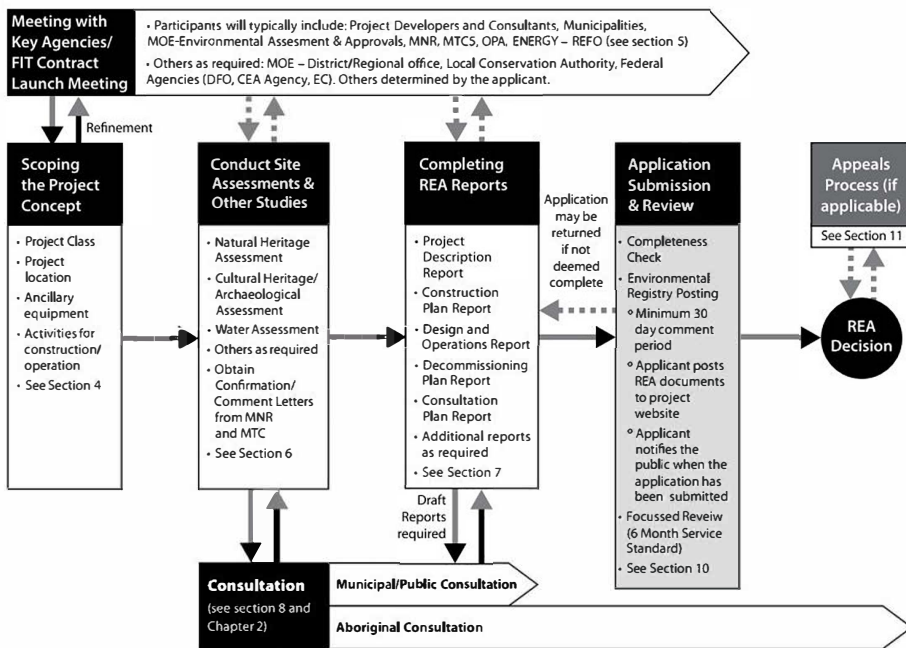 Meeting with
Key Agencies/
FIT Contract
Launch Meeting
• Participants will typically include: Project Developers and Consultants, Municipalities,
MOE-Environmental Assesment & Approvals, MNR, MTCS, OPA, ENERGY – REFO (see section 5)
• Others as required: MOE – District/Regional office, Local Conservation Authority, Federal
Agencies (DFO, CEA Agency, EC). Others determined by the applicant.
Refinement
Scoping
the Project
Concept
• Project Class
• Project
location
• Ancillary
equipment
• Activities for
construction/
operation
• See Section 4
Conduct Site
Assessments &
Other Studies
• Natural Heritage
Assessment
• Cultural Heritage/
Archaeological
Assessment
• Water Assessment
• Others as required
• Obtain
Confirmation/
Comment Letters
from MNR
and MTC
• See Section 6
Completing
REA Reports
• Project
Description
Report
• Construction
Plan Report
• Design and
Operations Report
• Decommissioning
Plan Report
• Consultation
Plan Report
• Additional reports
as required
• See Section 7
Application
may be
returned
if not
deemed
complete
Application
Submission
& Review
• Completeness
Check
• Environmental
Registry Posting
° Minimum 30
day comment
period
° Applicant posts
REA documents
to project
website
° Applicant
notifies the
public when the
application has
been submitted
• Focussed Reveiw
(6 Month Service
Standard)
• See Section 10
Appeals
Process (if
applicable)
See Section 11
REA
Decision
Draft
Reports
required
Consultation
(see section 8 and
Chapter 2)
Municipal/Public Consultation
Aboriginal Consultation